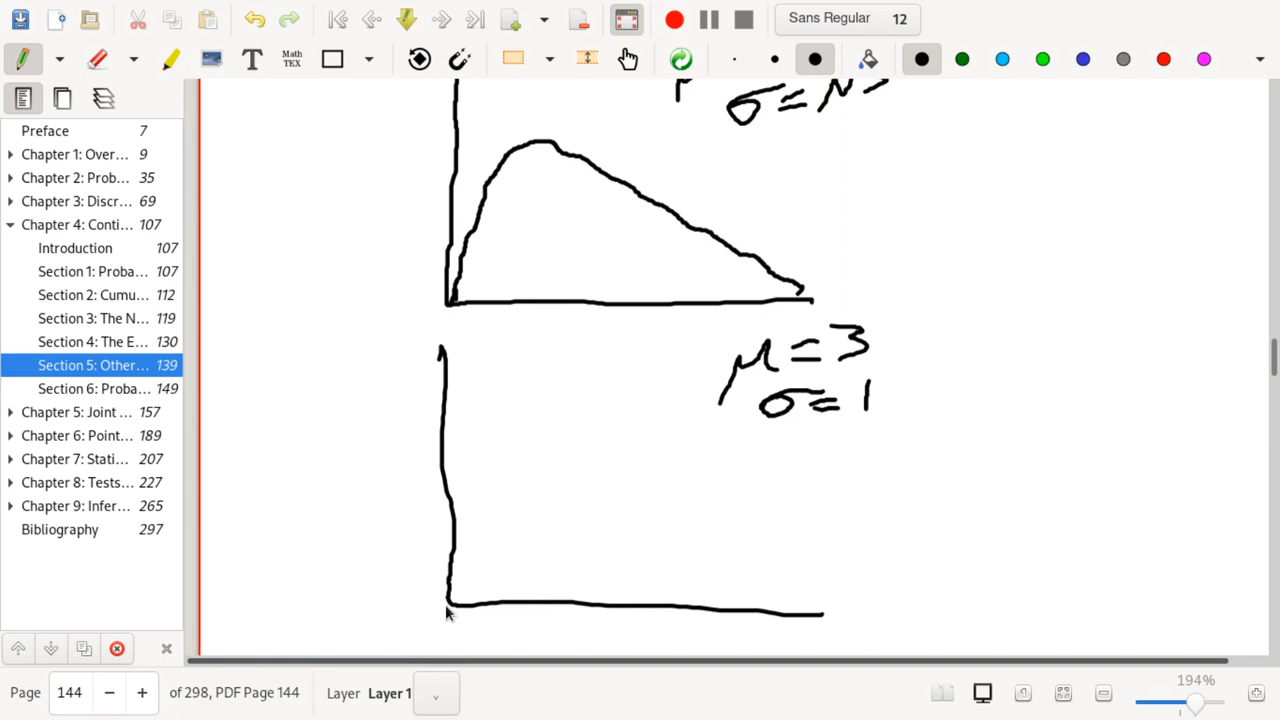 Sans Regular 12
T Math TEX
σ =
Preface 7
Chapter 1: Over... 9
Chapter 2: Prob... 35
Chapter 3: Discr... 69
Chapter 4: Conti... 107
Introduction 107
Section 1: Proba... 107
Section 2: Cumu... 112
Section 3: The N... 119
Section 4: The E... 130
Section 5: Other... 139
Section 6: Proba... 149
Chapter 5: Joint ... 157
Chapter 6: Point... 189
Chapter 7: Stati... 207
Chapter 8: Tests... 227
Chapter 9: Infer... 265
Bibliography 297
μ = 3
σ = 1
Page 144 − + of 298, PDF Page 144 Layer Layer 1 194%